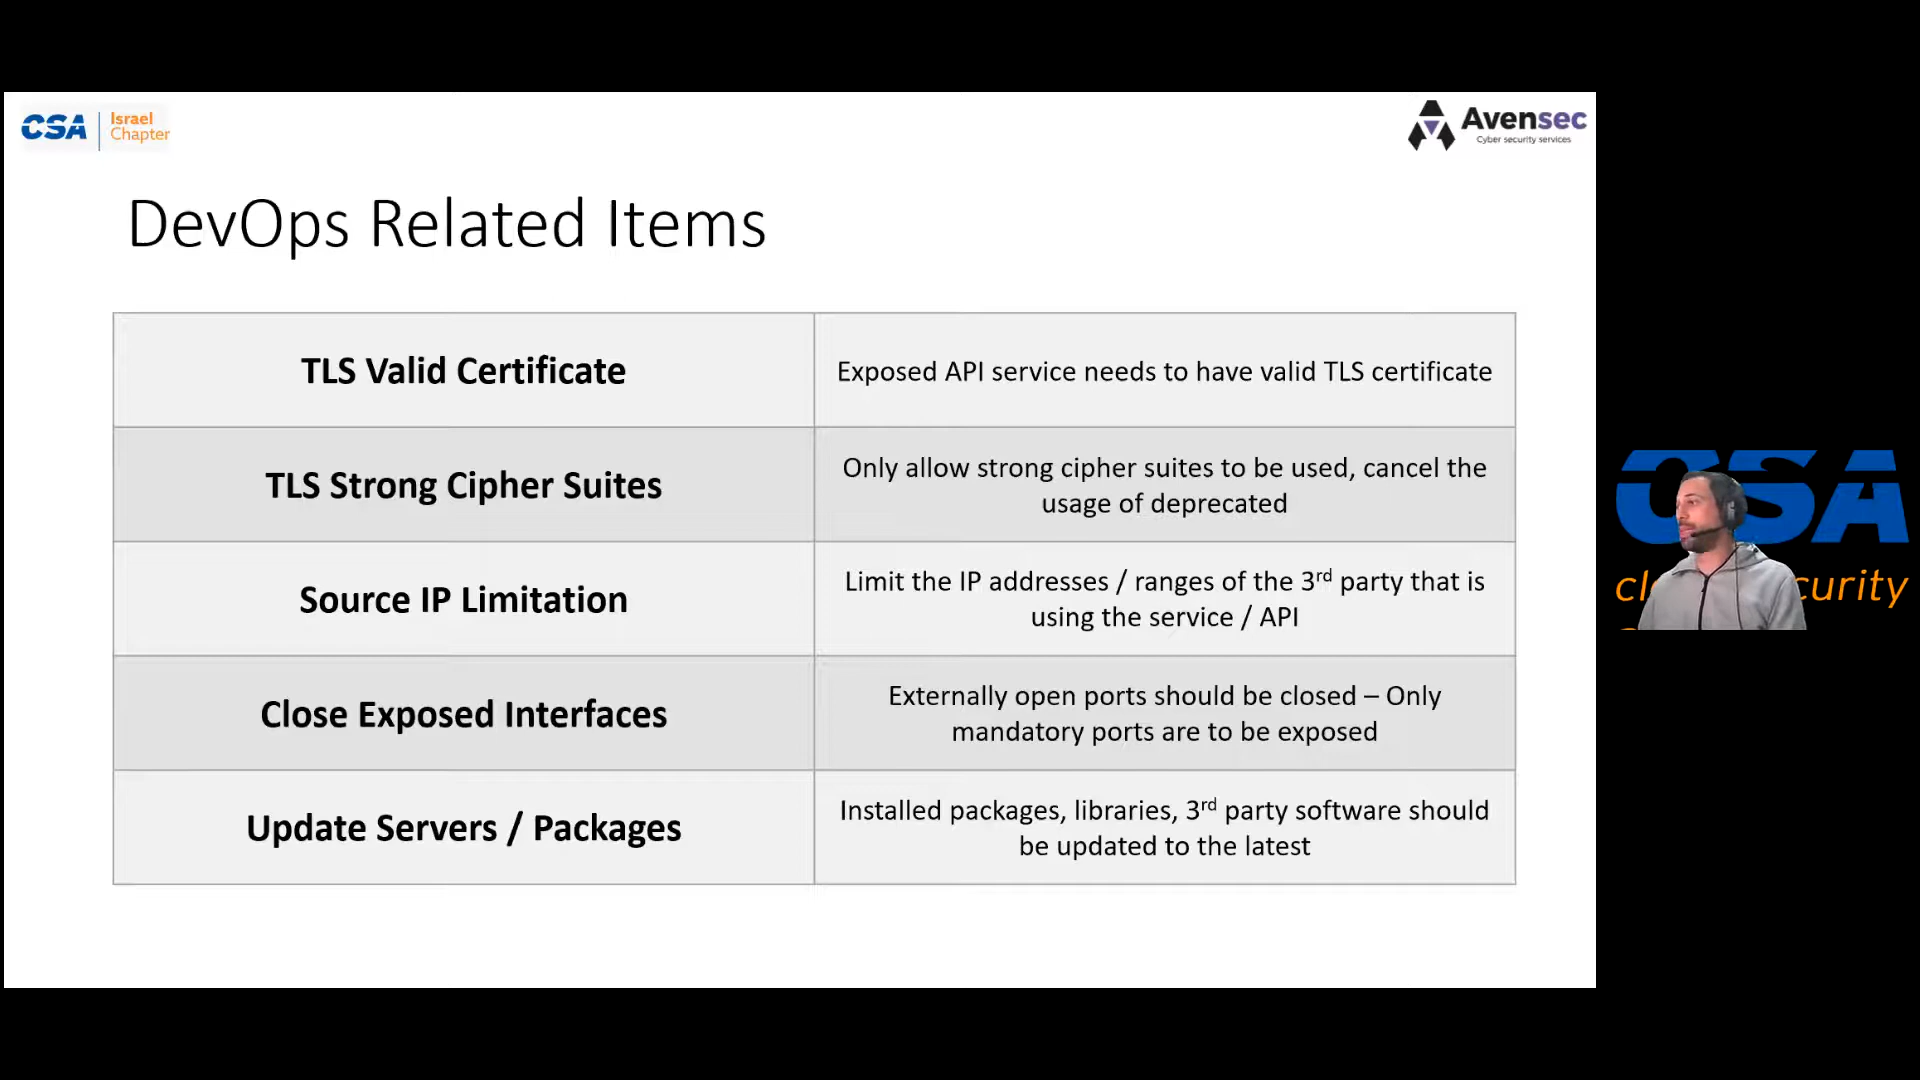 CSA | Israel
Chapter
Avensec
Cyber security services
DevOps Related Items
TLS Valid Certificate
Exposed API service needs to have valid TLS certificate
TLS Strong Cipher Suites
Only allow strong cipher suites to be used, cancel the
usage of deprecated
Source IP Limitation
Limit the IP addresses / ranges of the 3rd party that is
using the service / API
Close Exposed Interfaces
Externally open ports should be closed – Only
mandatory ports are to be exposed
Update Servers / Packages
Installed packages, libraries, 3rd party software should
be updated to the latest
CSA